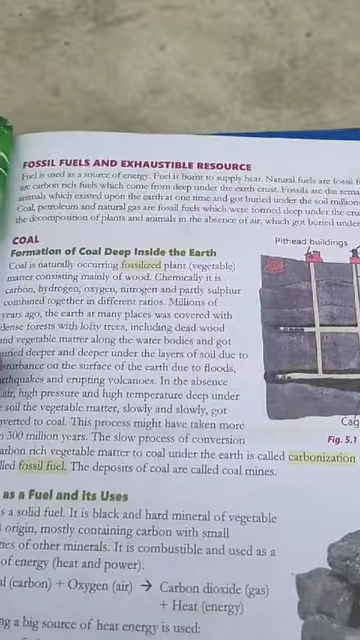 FOSSIL FUELS AND EXHAUSTIBLE RESOURCE
Fuel is used as a source of energy. Fuel is burnt to supply heat. Natural fuels are fossil
are carbon rich fuels which come from deep under the earth crust. Fossils are the
animals which existed upon the earth at one time and got buried under the soil
Coal, petroleum and natural gas are fossil fuels which were formed deep under the
the decomposition of plants and animals in the absence of air, which got buried under
COAL
Formation of Coal Deep Inside the Earth
Pithead buildings
Coal is naturally occurring fossilized plant (vegetable)
matter consisting mainly of wood. Chemically it is
carbon, hydrogen, oxygen, nitrogen and partly sulphur
combined together in different ratios. Millions of
years ago, the earth at many places was covered with
dense forests with lofty trees, including dead wood
and vegetable matter along the water bodies and got
buried deeper and deeper under the layers of soil due to
sturbance on the surface of the earth due to floods,
arthquakes and erupting volcanoes. In the absence
air, high pressure and high temperature deep under
soil the vegetable matter, slowly and slowly, got
verted to coal. This process might have taken more
300 million years. The slow process of conversion
arbon rich vegetable matter to coal under the earth is called carbonization
lled fossil fuel. The deposits of coal are called coal mines.
Cag
Fig. 5.1
as a Fuel and its Uses
s a solid fuel. It is black and hard mineral of vegetable
origin, mostly containing carbon with small
ties of other minerals. It is combustible and used as a
of energy (heat and power).
al (carbon) + Oxygen (air) → Carbon dioxide (gas)
+ Heat (energy)
ng a big source of heat energy is used: